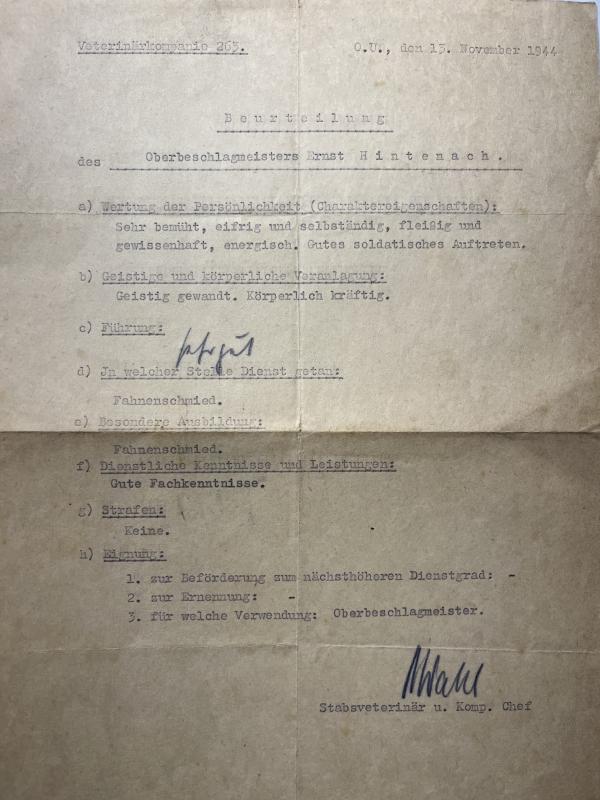 Veterinärkompanie 263.
O.U., den 13. November 1944
B e u r t e i l u n g
des Oberbeschlagmeisters Ernst H i n t e n a c h .
a) Wertung der Persönlichkeit (Charaktereigenschaften):
Sehr bemüht, eifrig und selbständig, fleißig und
gewissenhaft, energisch. Gutes soldatisches Auftreten.
b) Geistige und körperliche Veranlagung:
Geistig gewandt. Körperlich kräftig.
c) Führung:
sehr gut
d) Jn welcher Stelle Dienst getan:
Fahnenschmied.
e) Besondere Ausbildung:
Fahnenschmied.
f) Dienstliche Kenntnisse und Leistungen:
Gute Fachkenntnisse.
g) Strafen:
Keine.
h) Eignung:
1. zur Beförderung zum nächsthöheren Dienstgrad: -
2. zur Ernennung: -
3. für welche Verwendung: Oberbeschlagmeister.
Wahl
Stabsveterinär u. Komp. Chef